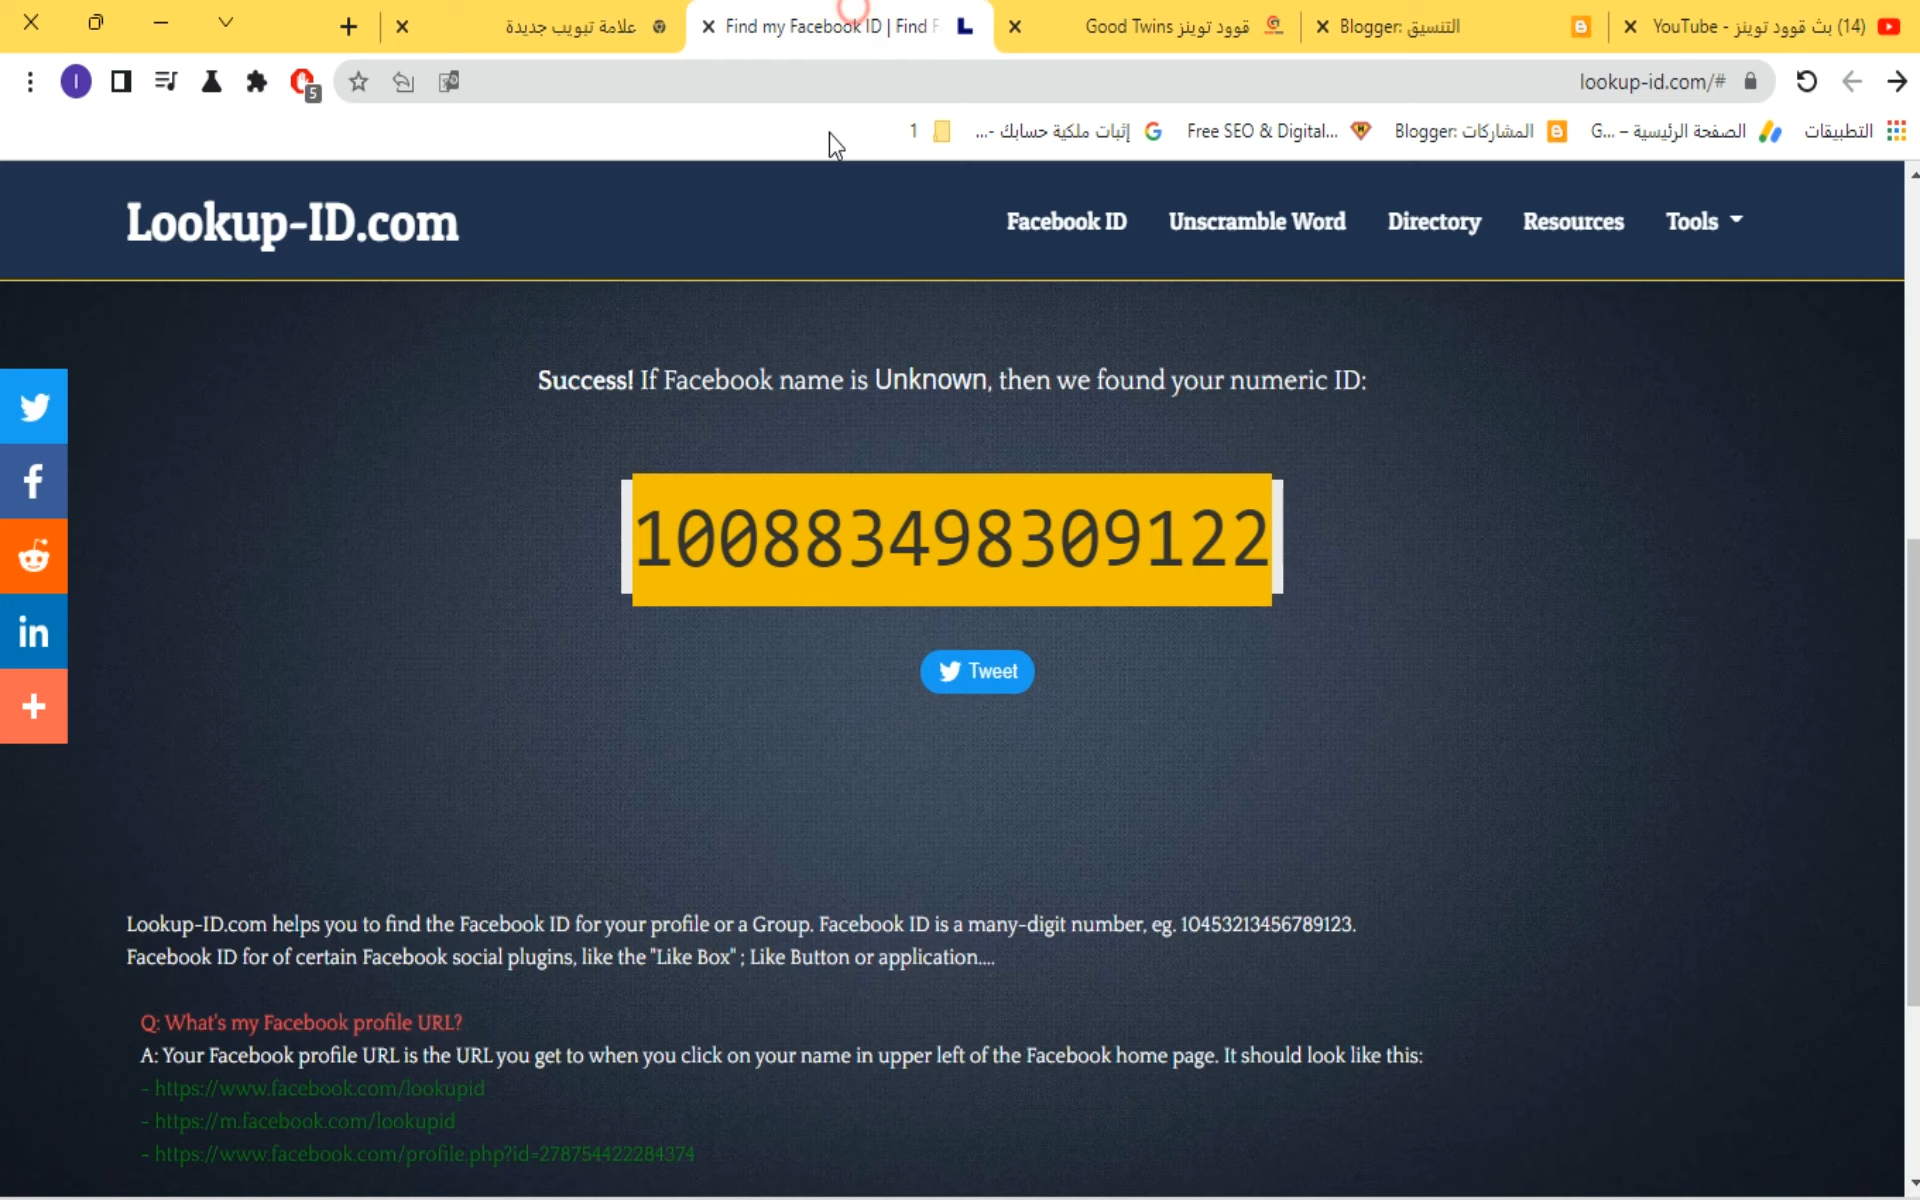 علامة تبويب جديدة
Find my Facebook ID | Find F
Good Twins قوود توينز
Blogger: التنسيق
(14) بث قوود توينز - YouTube
I
5
lookup-id.com/#
1
إثبات ملكية حسابك -...
Free SEO & Digital...
Blogger: المشاركات
الصفحة الرئيسية – G...
التطبيقات
Lookup-ID.com
Facebook ID
Unscramble Word
Directory
Resources
Tools
Success! If Facebook name is Unknown, then we found your numeric ID:
100883498309122
Tweet
Lookup-ID.com helps you to find the Facebook ID for your profile or a Group. Facebook ID is a many-digit number, eg. 10453213456789123.
Facebook ID for of certain Facebook social plugins, like the "Like Box" ; Like Button or application....
Q: What's my Facebook profile URL?
A: Your Facebook profile URL is the URL you get to when you click on your name in upper left of the Facebook home page. It should look like this:
- https://www.facebook.com/lookupid
- https://m.facebook.com/lookupid
- https://www.facebook.com/profile.php?id=278754422284374